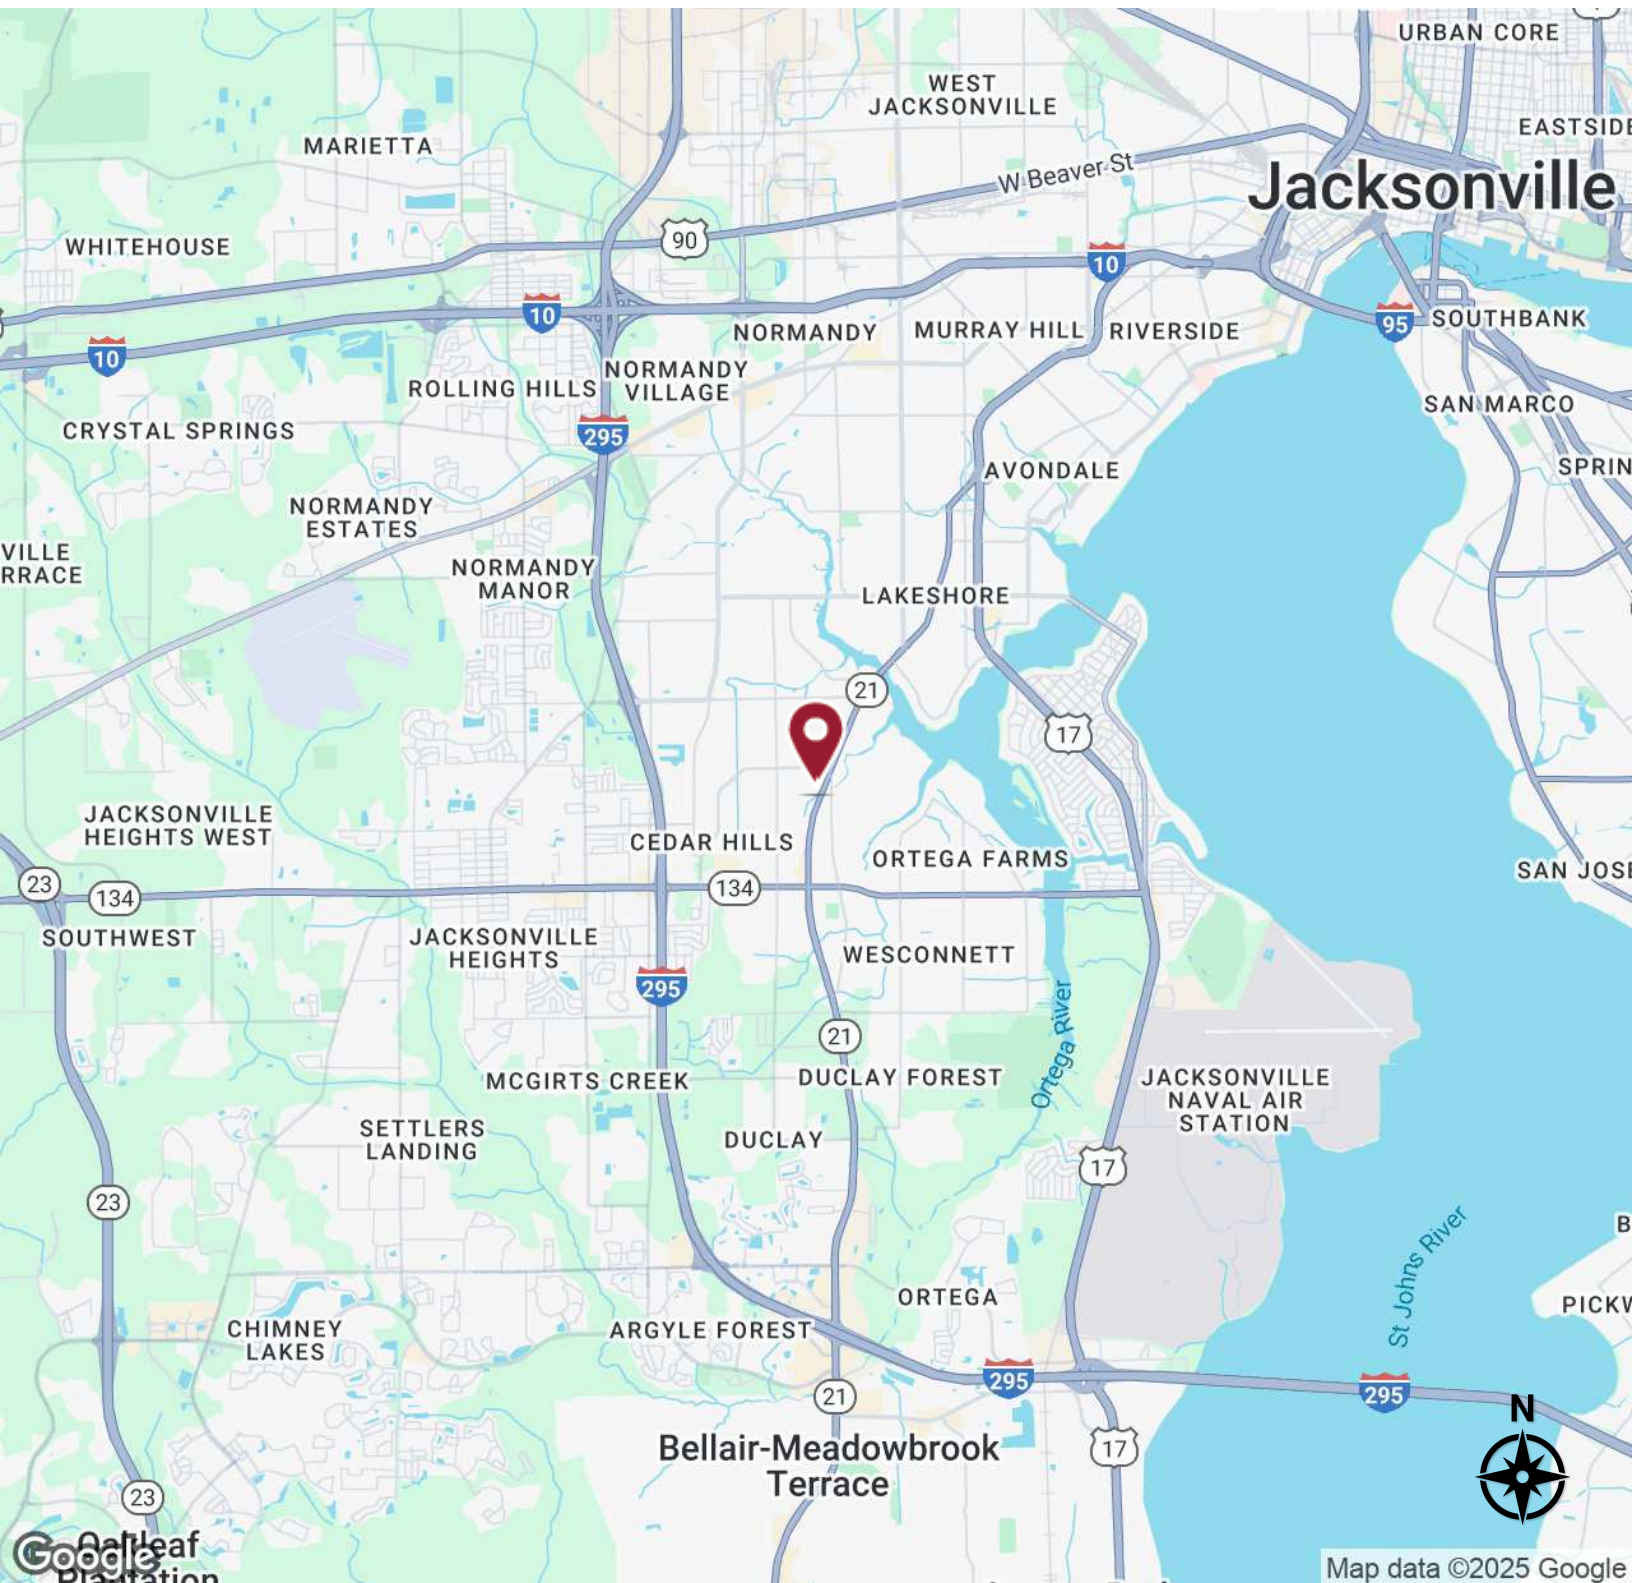 URBAN CORE
WEST
JACKSONVILLE
EASTSIDE
MARIETTA
W Beaver St
Jacksonville
WHITEHOUSE
90
10
10
10
NORMANDY
MURRAY HILL
RIVERSIDE
95
SOUTHBANK
NORMANDY
VILLAGE
ROLLING HILLS
SAN MARCO
CRYSTAL SPRINGS
295
AVONDALE
SPRIN
NORMANDY
ESTATES
VILLE
RRACE
NORMANDY
MANOR
LAKESHORE
21
17
JACKSONVILLE
HEIGHTS WEST
CEDAR HILLS
ORTEGA FARMS
SAN JOSE
23
134
134
SOUTHWEST
JACKSONVILLE
HEIGHTS
WESCONNETT
295
Ortega River
21
MCGIRTS CREEK
DUCLAY FOREST
JACKSONVILLE
NAVAL AIR
STATION
SETTLERS
LANDING
DUCLAY
17
23
St Johns River
B
ORTEGA
PICKW
CHIMNEY
LAKES
ARGYLE FOREST
295
295
21
N
Bellair-Meadowbrook
Terrace
17
23
Oakleaf
Plantation
Google
Map data ©2025 Google